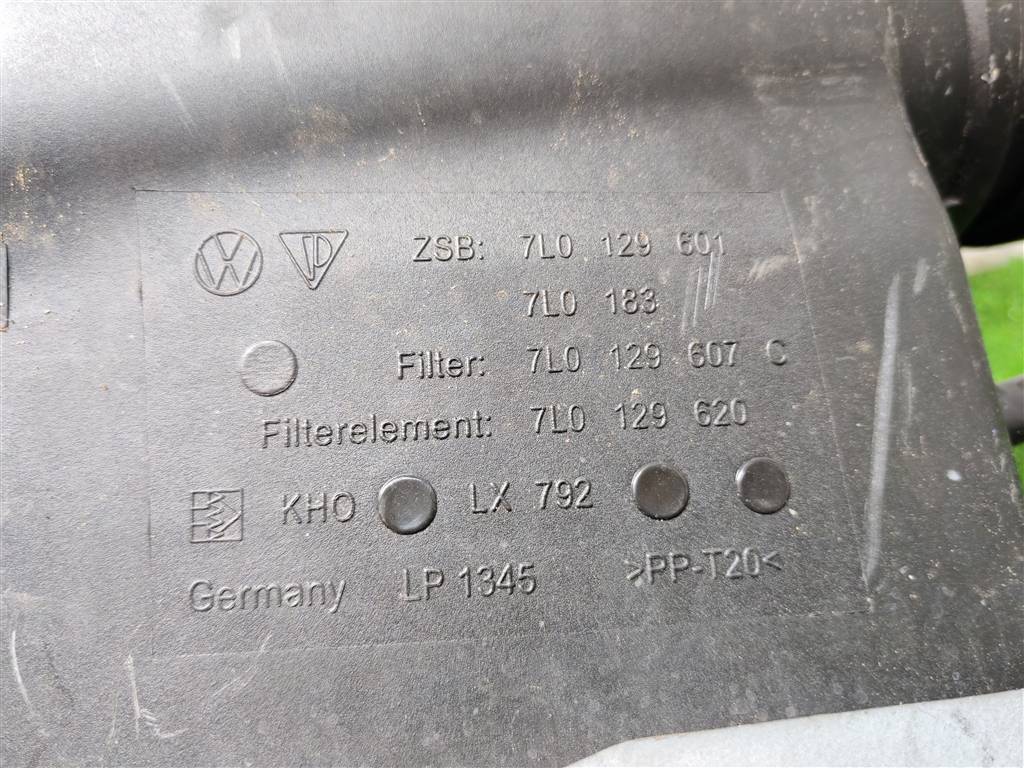 ZSB: 7L0 129 601
7L0 183
Filter: 7L0 129 607 C
Filterelement: 7L0 129 620
KHO LX 792
Germany LP 1345 >PP-T20<